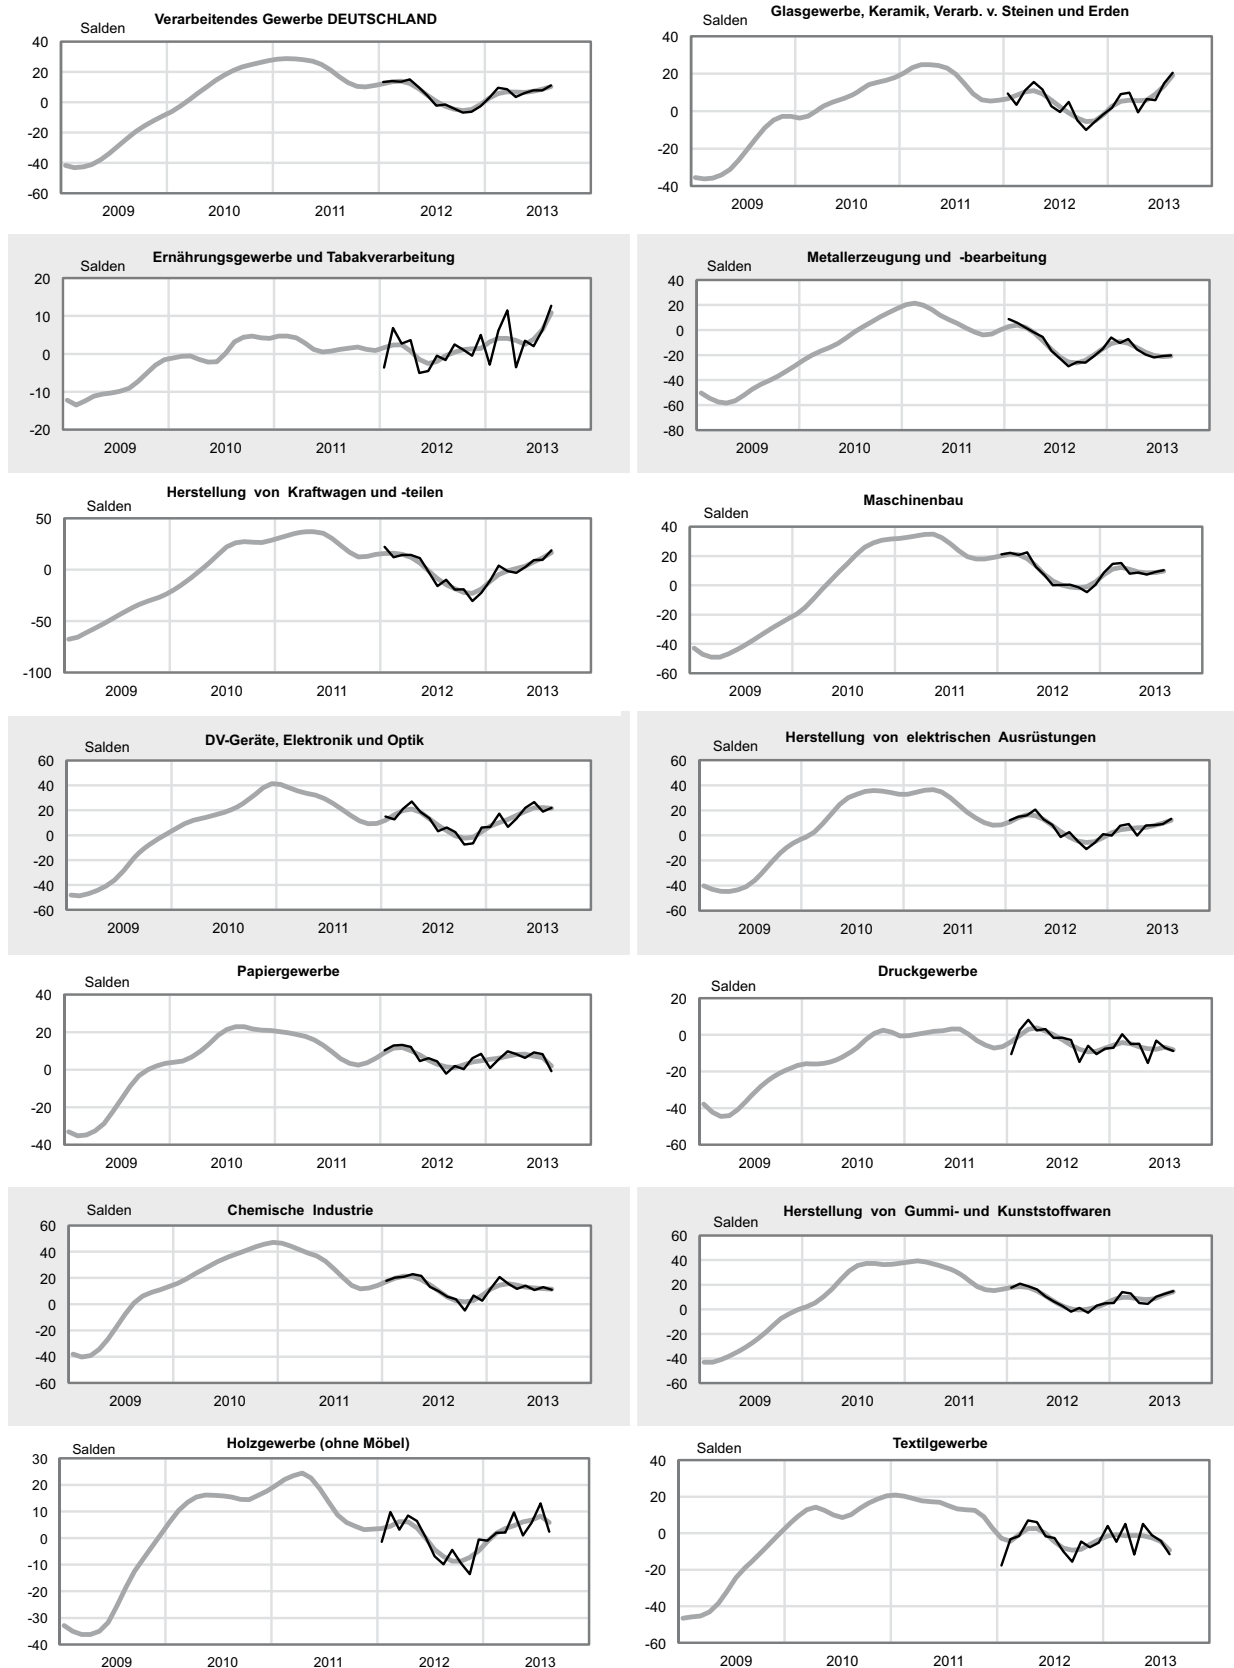 Verarbeitendes Gewerbe DEUTSCHLAND
Salden
40
20
0
-20
-40
-60
2009 2010 2011 2012 2013
Glasgewerbe, Keramik, Verarb. v. Steinen und Erden
Salden
40
20
0
-20
-40
2009 2010 2011 2012 2013
Ernährungsgewerbe und Tabakverarbeitung
Salden
20
10
0
-10
-20
2009 2010 2011 2012 2013
Metallerzeugung und -bearbeitung
Salden
40
20
0
-20
-40
-60
-80
2009 2010 2011 2012 2013
Herstellung von Kraftwagen und -teilen
Salden
50
0
-50
-100
2009 2010 2011 2012 2013
Maschinenbau
Salden
40
20
0
-20
-40
-60
2009 2010 2011 2012 2013
DV-Geräte, Elektronik und Optik
Salden
60
40
20
0
-20
-40
-60
2009 2010 2011 2012 2013
Herstellung von elektrischen Ausrüstungen
Salden
60
40
20
0
-20
-40
-60
2009 2010 2011 2012 2013
Papiergewerbe
Salden
40
20
0
-20
-40
2009 2010 2011 2012 2013
Druckgewerbe
Salden
20
0
-20
-40
-60
2009 2010 2011 2012 2013
Chemische Industrie
Salden
60
40
20
0
-20
-40
-60
2009 2010 2011 2012 2013
Herstellung von Gummi- und Kunststoffwaren
Salden
60
40
20
0
-20
-40
-60
2009 2010 2011 2012 2013
Holzgewerbe (ohne Möbel)
Salden
30
20
10
0
-10
-20
-30
-40
2009 2010 2011 2012 2013
Textilgewerbe
Salden
40
20
0
-20
-40
-60
2009 2010 2011 2012 2013